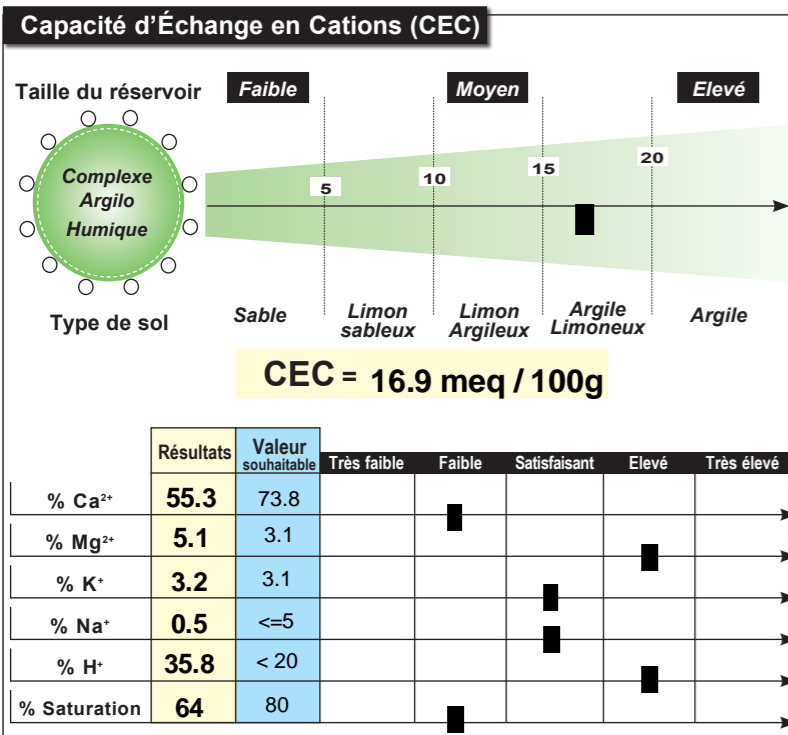 Capacité d'Échange en Cations (CEC)
Taille du réservoir
Faible Moyen Elevé
Complexe
Argilo
Humique
5 10 15 20
Type de sol
Sable Limon sableux Limon Argileux Argile Limoneux Argile
CEC = 16.9 meq / 100g
Résultats Valeur souhaitable Très faible Faible Satisfaisant Elevé Très élevé
% Ca²⁺ 55.3 73.8
% Mg²⁺ 5.1 3.1
% K⁺ 3.2 3.1
% Na⁺ 0.5 <=5
% H⁺ 35.8 < 20
% Saturation 64 80